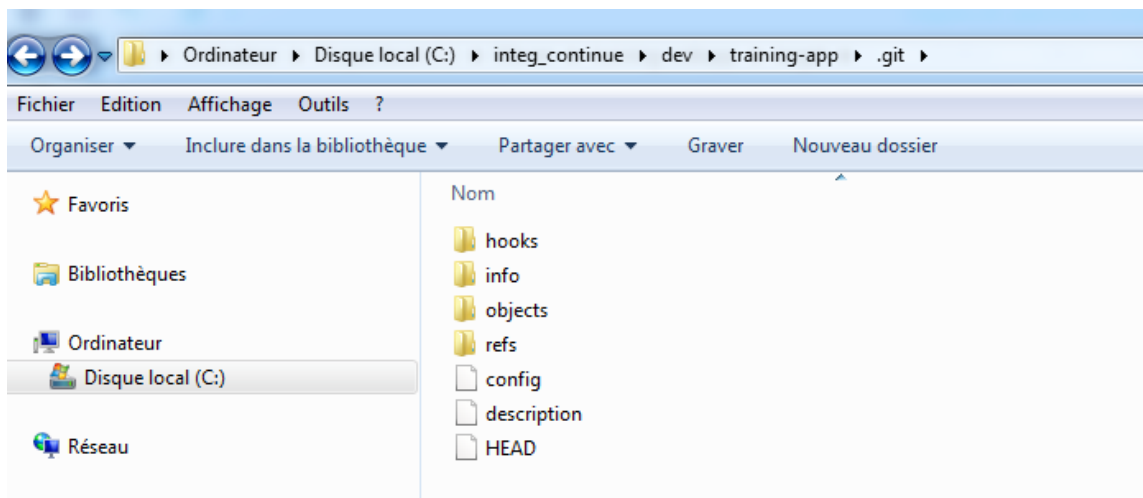 Ordinateur Disque local (C:) integ_continue dev training-app .git
Fichier Edition Affichage Outils ?
Organiser Inclure dans la bibliothèque Partager avec Graver Nouveau dossier
Favoris
Bibliothèques
Ordinateur
Disque local (C:)
Réseau
Nom
hooks
info
objects
refs
config
description
HEAD